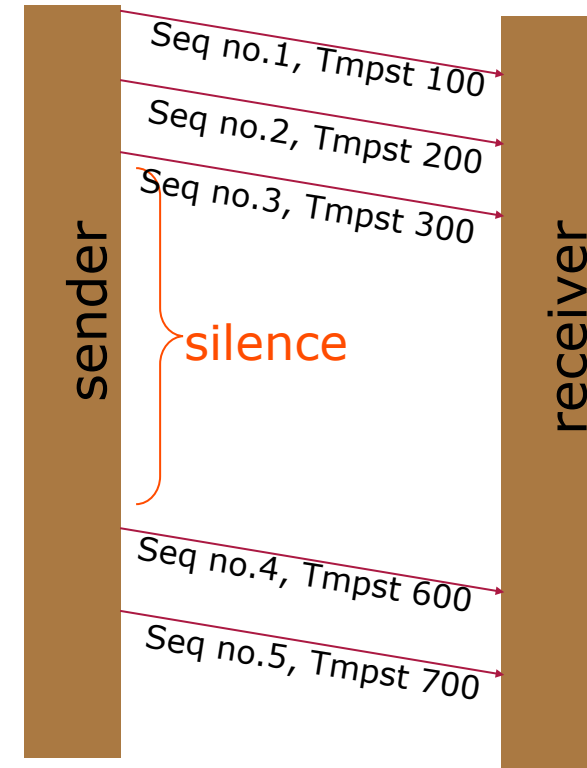 Seq no.1, Tmpst 100
Seq no.2, Tmpst 200
Seq no.3, Tmpst 300
sender
silence
receiver
Seq no.4, Tmpst 600
Seq no.5, Tmpst 700